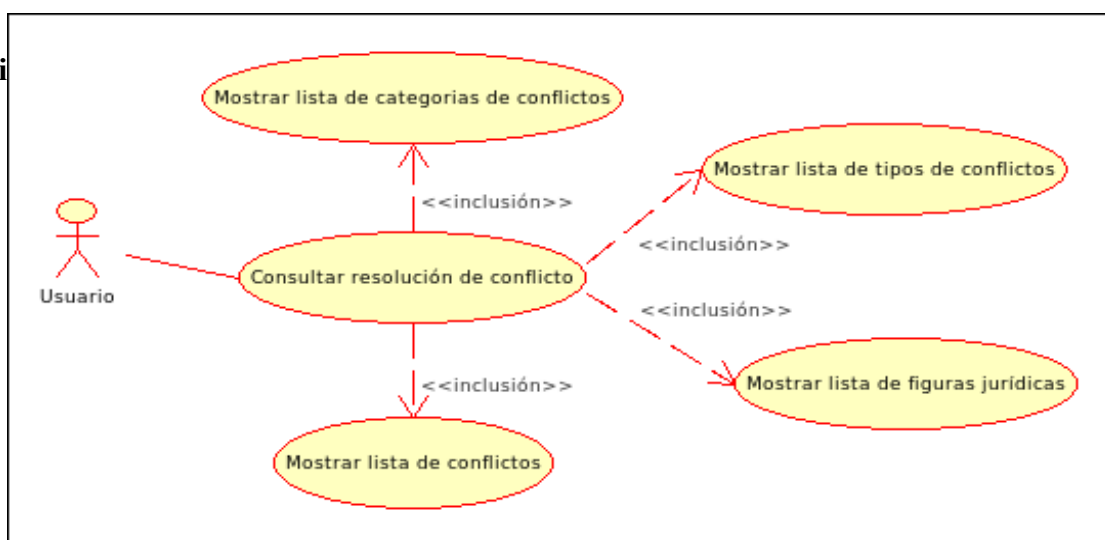 i
Mostrar lista de categorias de conflictos
Mostrar lista de tipos de conflictos
<<inclusión>>
<<inclusión>>
Consultar resolución de conflicto
Usuario
<<inclusión>>
<<inclusión>>
Mostrar lista de figuras jurídicas
Mostrar lista de conflictos